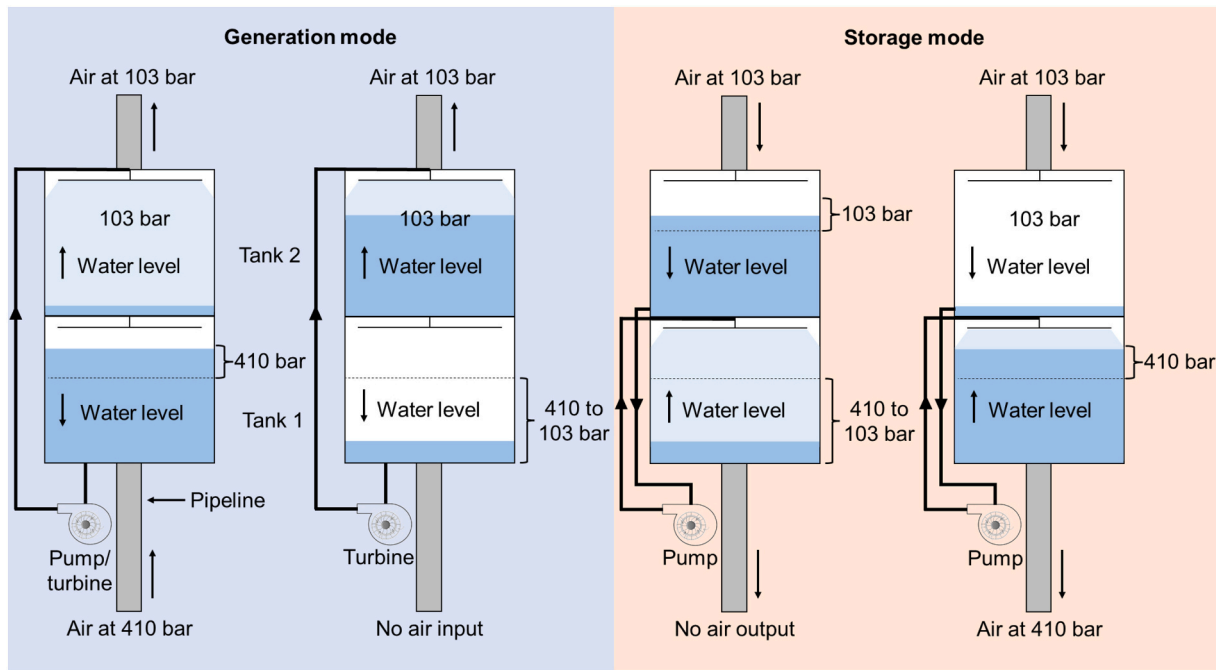 Generation mode
Storage mode
Air at 103 bar
Air at 103 bar
Air at 103 bar
Air at 103 bar
103 bar
Water level
410 bar
Water level
Pump/
turbine
Pipeline
Air at 410 bar
Tank 2
Tank 1
103 bar
Water level
Water level
410 to
103 bar
Turbine
No air input
103 bar
Water level
Water level
410 to
103 bar
Pump
No air output
103 bar
Water level
410 bar
Water level
Pump
Air at 410 bar